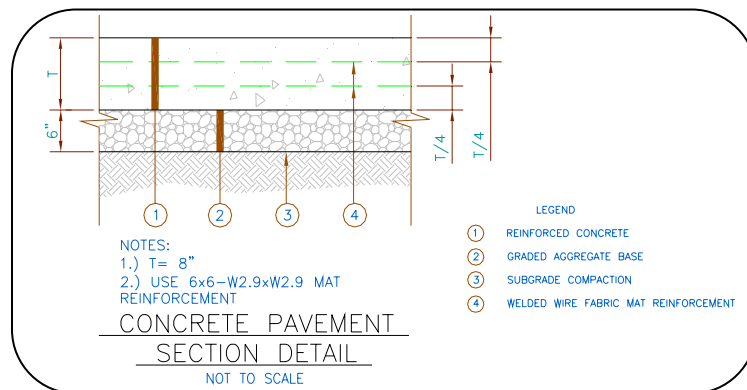 T
6"
T/4
T/4
1
2
3
4
NOTES:
1.) T= 8"
2.) USE 6x6-W2.9xW2.9 MAT
REINFORCEMENT
CONCRETE PAVEMENT
SECTION DETAIL
NOT TO SCALE
LEGEND
1 REINFORCED CONCRETE
2 GRADED AGGREGATE BASE
3 SUBGRADE COMPACTION
4 WELDED WIRE FABRIC MAT REINFORCEMENT